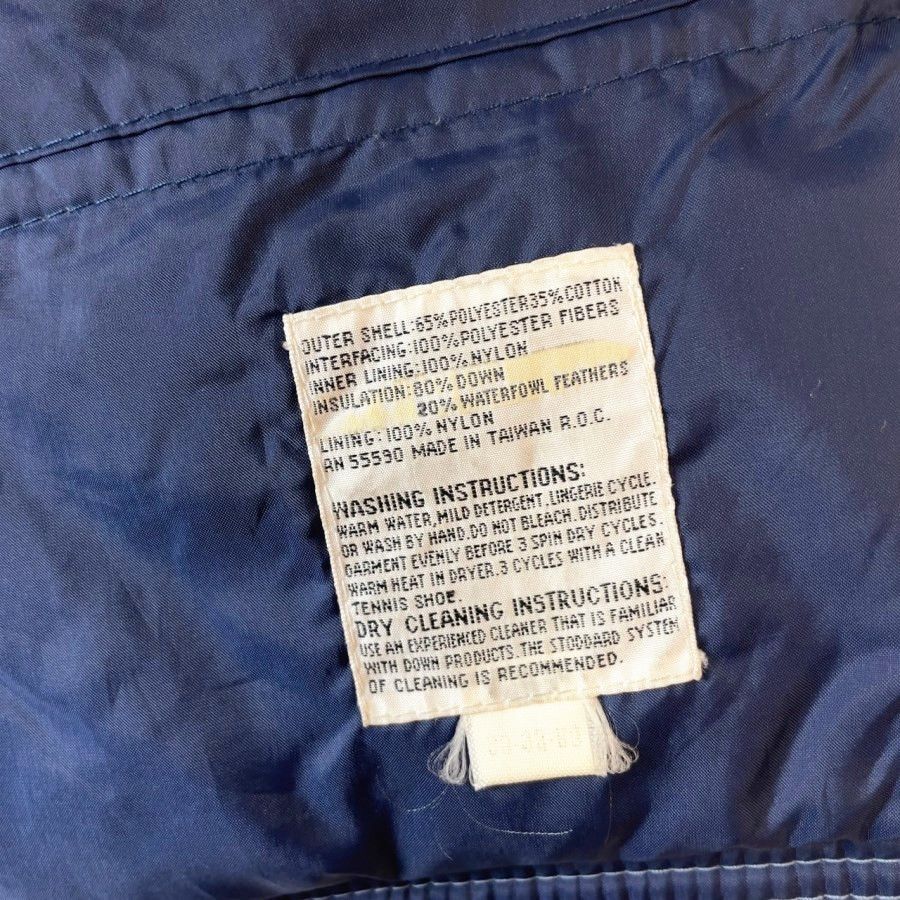 OUTER SHELL:65%POLYESTER35%COTTON
INTERFACING:100%POLYESTER FIBERS
INNER LINING:100%NYLON
INSULATION:80%DOWN
20% WATERFOWL FEATHERS
LINING:100%NYLON
RN 55590 MADE IN TAIWAN R.O.C.
WASHING INSTRUCTIONS:
WARM WATER,MILD DETERGENT.LINGERIE CYCLE.
OR WASH BY HAND.DO NOT BLEACH.DISTRIBUTE
GARMENT EVENLY BEFORE 3 SPIN DRY CYCLES.
WARM HEAT IN DRYER.3 CYCLES WITH A CLEAN
TENNIS SHOE.
DRY CLEANING INSTRUCTIONS:
USE AN EXPERIENCED CLEANER THAT IS FAMILIAR
WITH DOWN PRODUCTS.THE STODDARD SYSTEM
OF CLEANING IS RECOMMENDED.